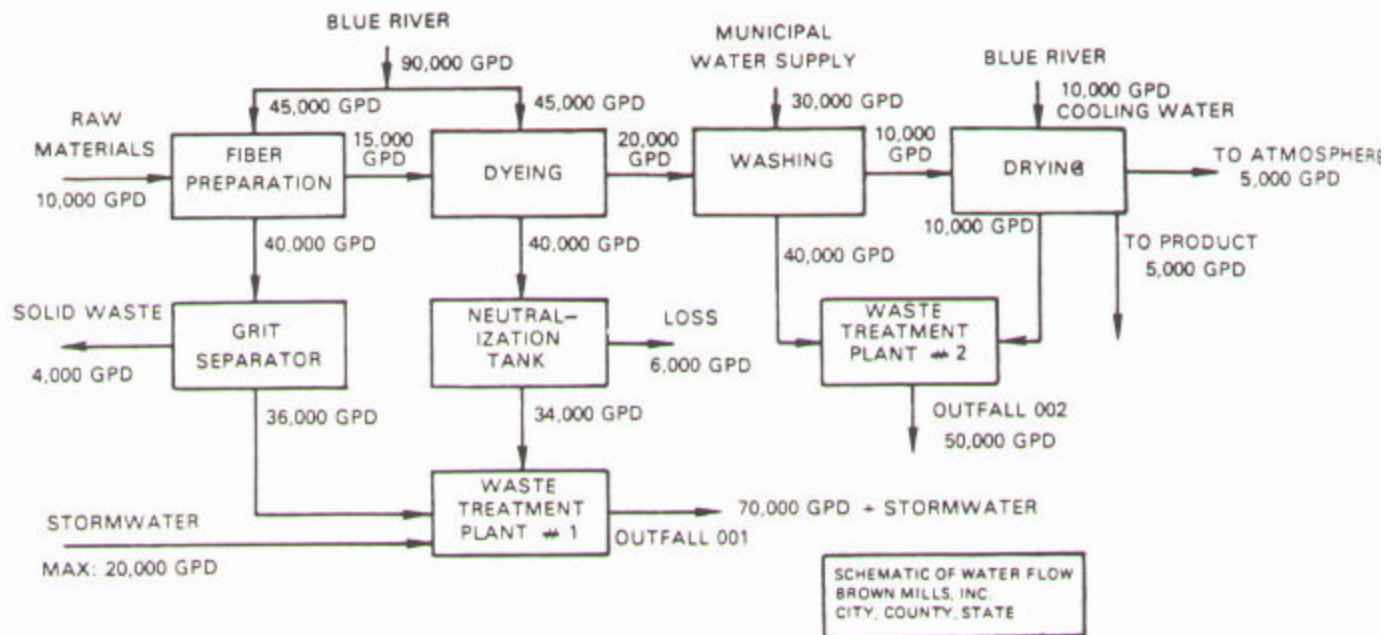 BLUE RIVER
90,000 GPD
45,000 GPD
45,000 GPD
MUNICIPAL
WATER SUPPLY
30,000 GPD
BLUE RIVER
10,000 GPD
COOLING WATER
RAW
MATERIALS
10,000 GPD
FIBER
PREPARATION
15,000
GPD
DYEING
20,000
GPD
WASHING
10,000
GPD
DRYING
TO ATMOSPHERE
5,000 GPD
40,000 GPD
40,000 GPD
40,000 GPD
10,000 GPD
TO PRODUCT
5,000 GPD
SOLID WASTE
4,000 GPD
GRIT
SEPARATOR
NEUTRAL-
IZATION
TANK
LOSS
6,000 GPD
WASTE
TREATMENT
PLANT # 2
36,000 GPD
34,000 GPD
OUTFALL 002
50,000 GPD
STORMWATER
MAX: 20,000 GPD
WASTE
TREATMENT
PLANT # 1
70,000 GPD + STORMWATER
OUTFALL 001
SCHEMATIC OF WATER FLOW
BROWN MILLS, INC.
CITY, COUNTY, STATE